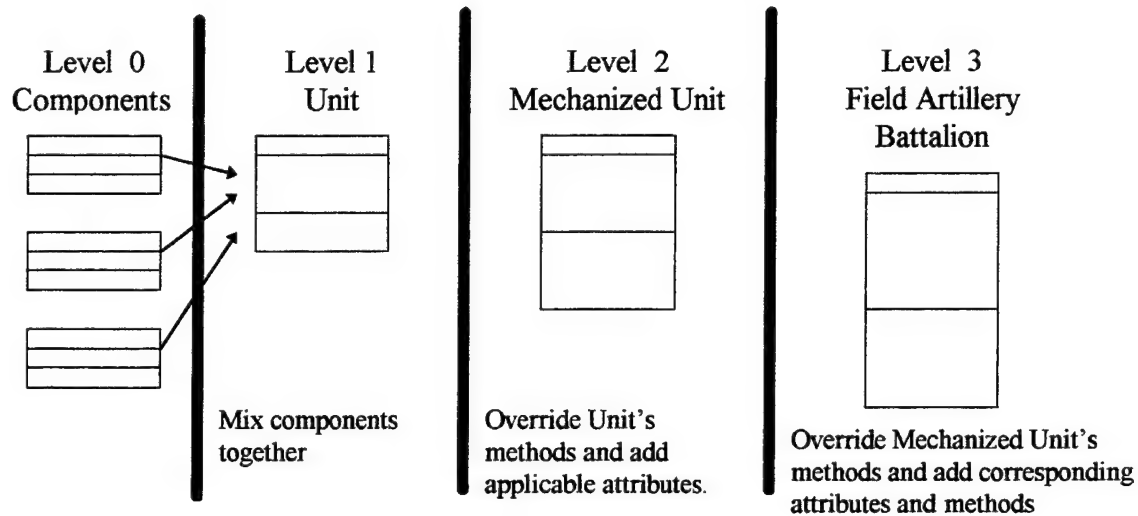 Level 0
Components
Level 1
Unit
Level 2
Mechanized Unit
Level 3
Field Artillery
Battalion
Mix components
together
Override Unit's
methods and add
applicable attributes.
Override Mechanized Unit's
methods and add corresponding
attributes and methods